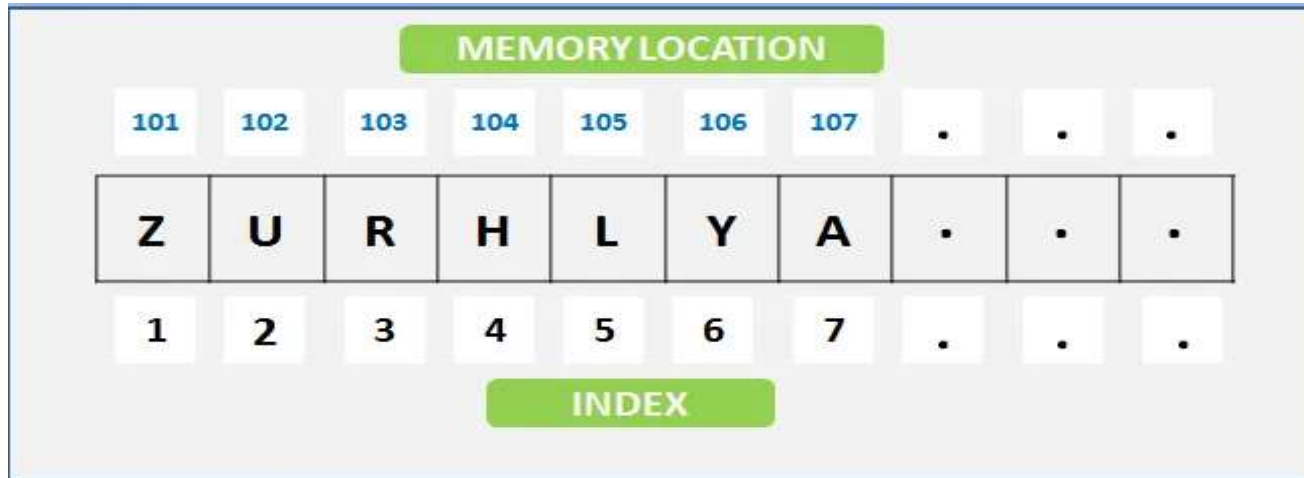 MEMORY LOCATION
101 102 103 104 105 106 107 . . .
Z U R H L Y A . . .
1 2 3 4 5 6 7 . . .
INDEX